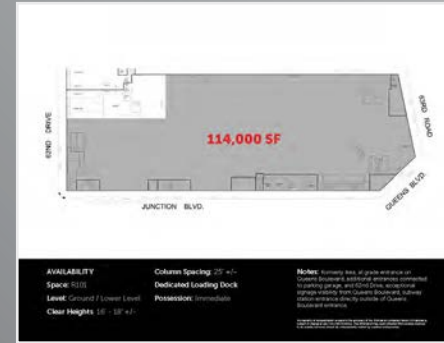 62ND DRIVE
114,000 SF
63RD ROAD
JUNCTION BLVD.
QUEENS BLVD.
AVAILABILITY
Space: R101
Level: Ground / Lower Level
Clear Heights: 16' - 18' +/-
Column Spacing: 25' +/-
Dedicated Loading Dock
Possession: Immediate
Notes: Formerly Ikea, at grade entrance on
Queens Boulevard, additional entrances connected
to parking garage, and 62nd Drive, exceptional
signage visibility from Queens Boulevard, subway
station entrance directly outside of Queens
Boulevard entrance.